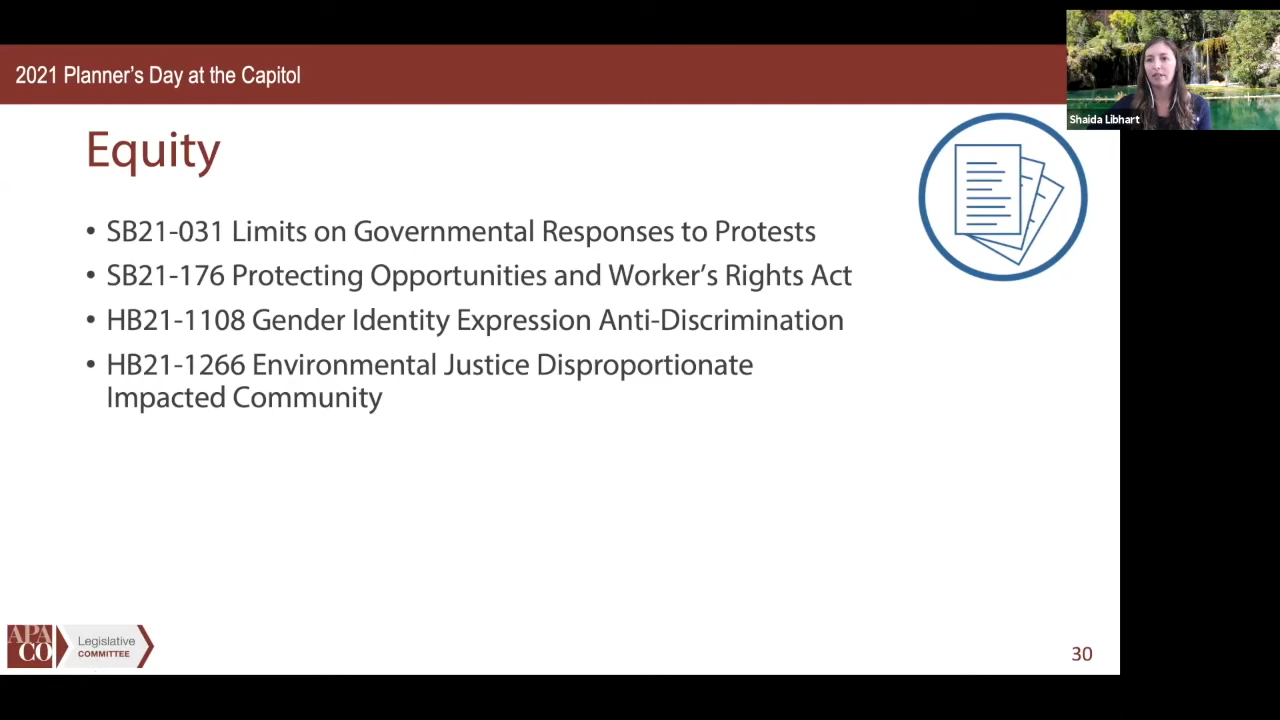 2021 Planner's Day at the Capitol
Shaida Libhart
Equity
• SB21-031 Limits on Governmental Responses to Protests
• SB21-176 Protecting Opportunities and Worker's Rights Act
• HB21-1108 Gender Identity Expression Anti-Discrimination
• HB21-1266 Environmental Justice Disproportionate
Impacted Community
APA
CO
Legislative
COMMITTEE
30